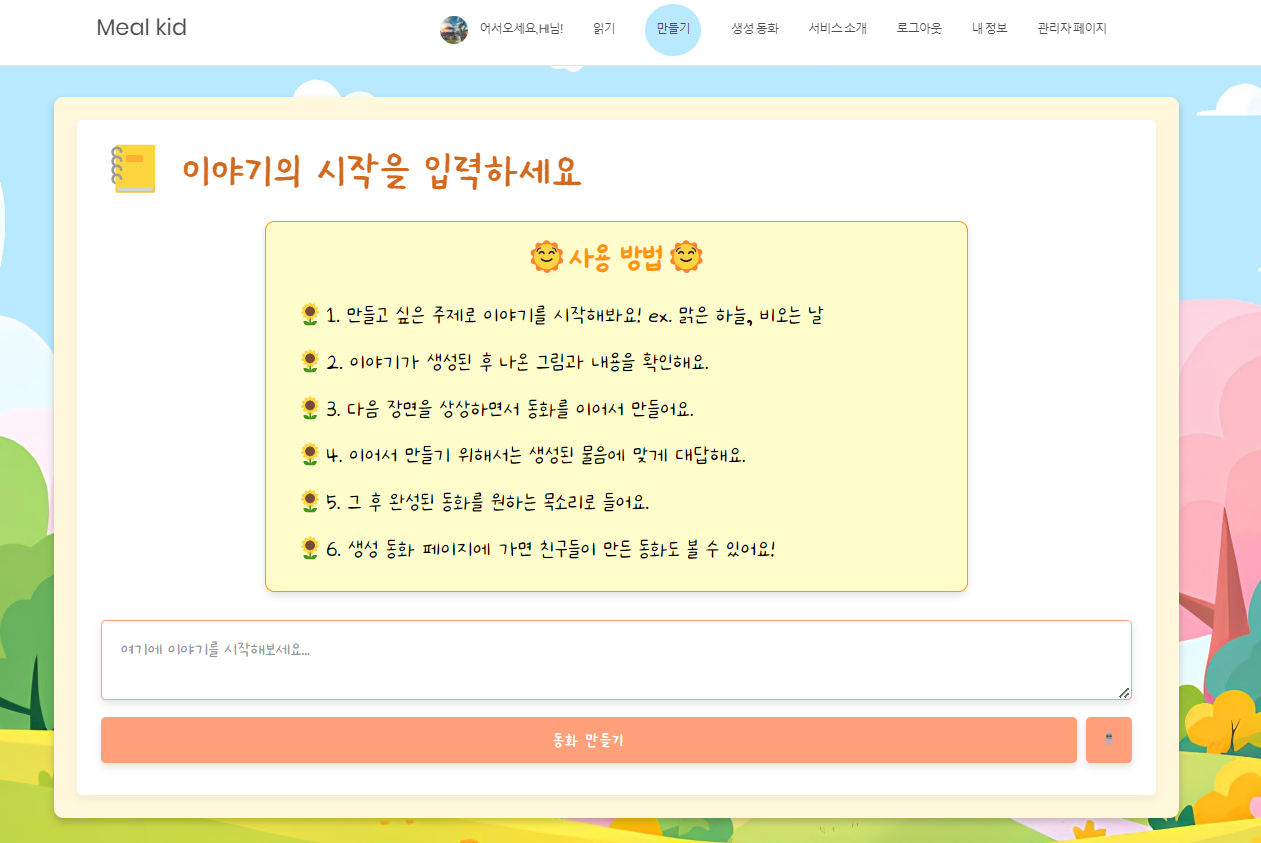 Meal kid
어서오세요,HI님! 읽기 만들기 생성 동화 서비스 소개 로그아웃 내 정보 관리자 페이지
이야기의 시작을 입력하세요
사용 방법
1. 만들고 싶은 주제로 이야기를 시작해봐요! ex. 맑은 하늘, 비오는 날
2. 이야기가 생성된 후 나온 그림과 내용을 확인해요.
3. 다음 장면을 상상하면서 동화를 이어서 만들어요.
4. 이어서 만들기 위해서는 생성된 물음에 맞게 대답해요.
5. 그 후 완성된 동화를 원하는 목소리로 들어요.
6. 생성 동화 페이지에 가면 친구들이 만든 동화도 볼 수 있어요!
여기에 이야기를 시작해보세요...
동화 만들기